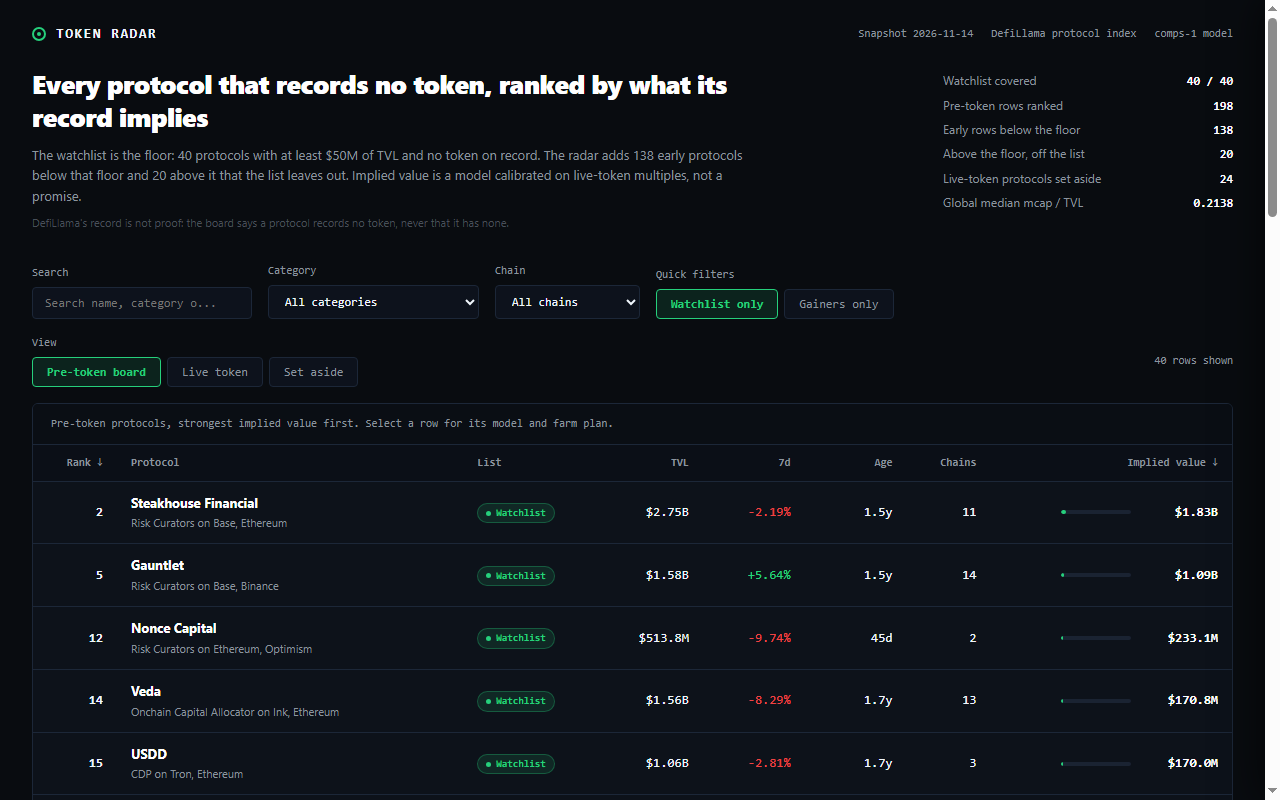 TOKEN RADAR
Snapshot 2026-11-14 DefiLlama protocol index comps-1 model
Every protocol that records no token, ranked by what its
record implies
The watchlist is the floor: 40 protocols with at least $50M of TVL and no token on record. The radar adds 138 early protocols
below that floor and 20 above it that the list leaves out. Implied value is a model calibrated on live-token multiples, not a
promise.
DefiLlama's record is not proof: the board says a protocol records no token, never that it has none.
Watchlist covered 40 / 40
Pre-token rows ranked 198
Early rows below the floor 138
Above the floor, off the list 20
Live-token protocols set aside 24
Global median mcap / TVL 0.2138
Search Category Chain Quick filters
Search name, category o... All categories All chains Watchlist only Gainers only
View
Pre-token board Live token Set aside
40 rows shown
Pre-token protocols, strongest implied value first. Select a row for its model and farm plan.
Rank ↓ Protocol List TVL 7d Age Chains Implied value ↓
2 Steakhouse Financial Watchlist $2.75B -2.19% 1.5y 11 $1.83B
Risk Curators on Base, Ethereum
5 Gauntlet Watchlist $1.58B +5.64% 1.5y 14 $1.09B
Risk Curators on Base, Binance
12 Nonce Capital Watchlist $513.8M -9.74% 45d 2 $233.1M
Risk Curators on Ethereum, Optimism
14 Veda Watchlist $1.56B -8.29% 1.7y 13 $170.8M
Onchain Capital Allocator on Ink, Ethereum
15 USDD Watchlist $1.06B -2.81% 1.7y 3 $170.0M
CDP on Tron, Ethereum